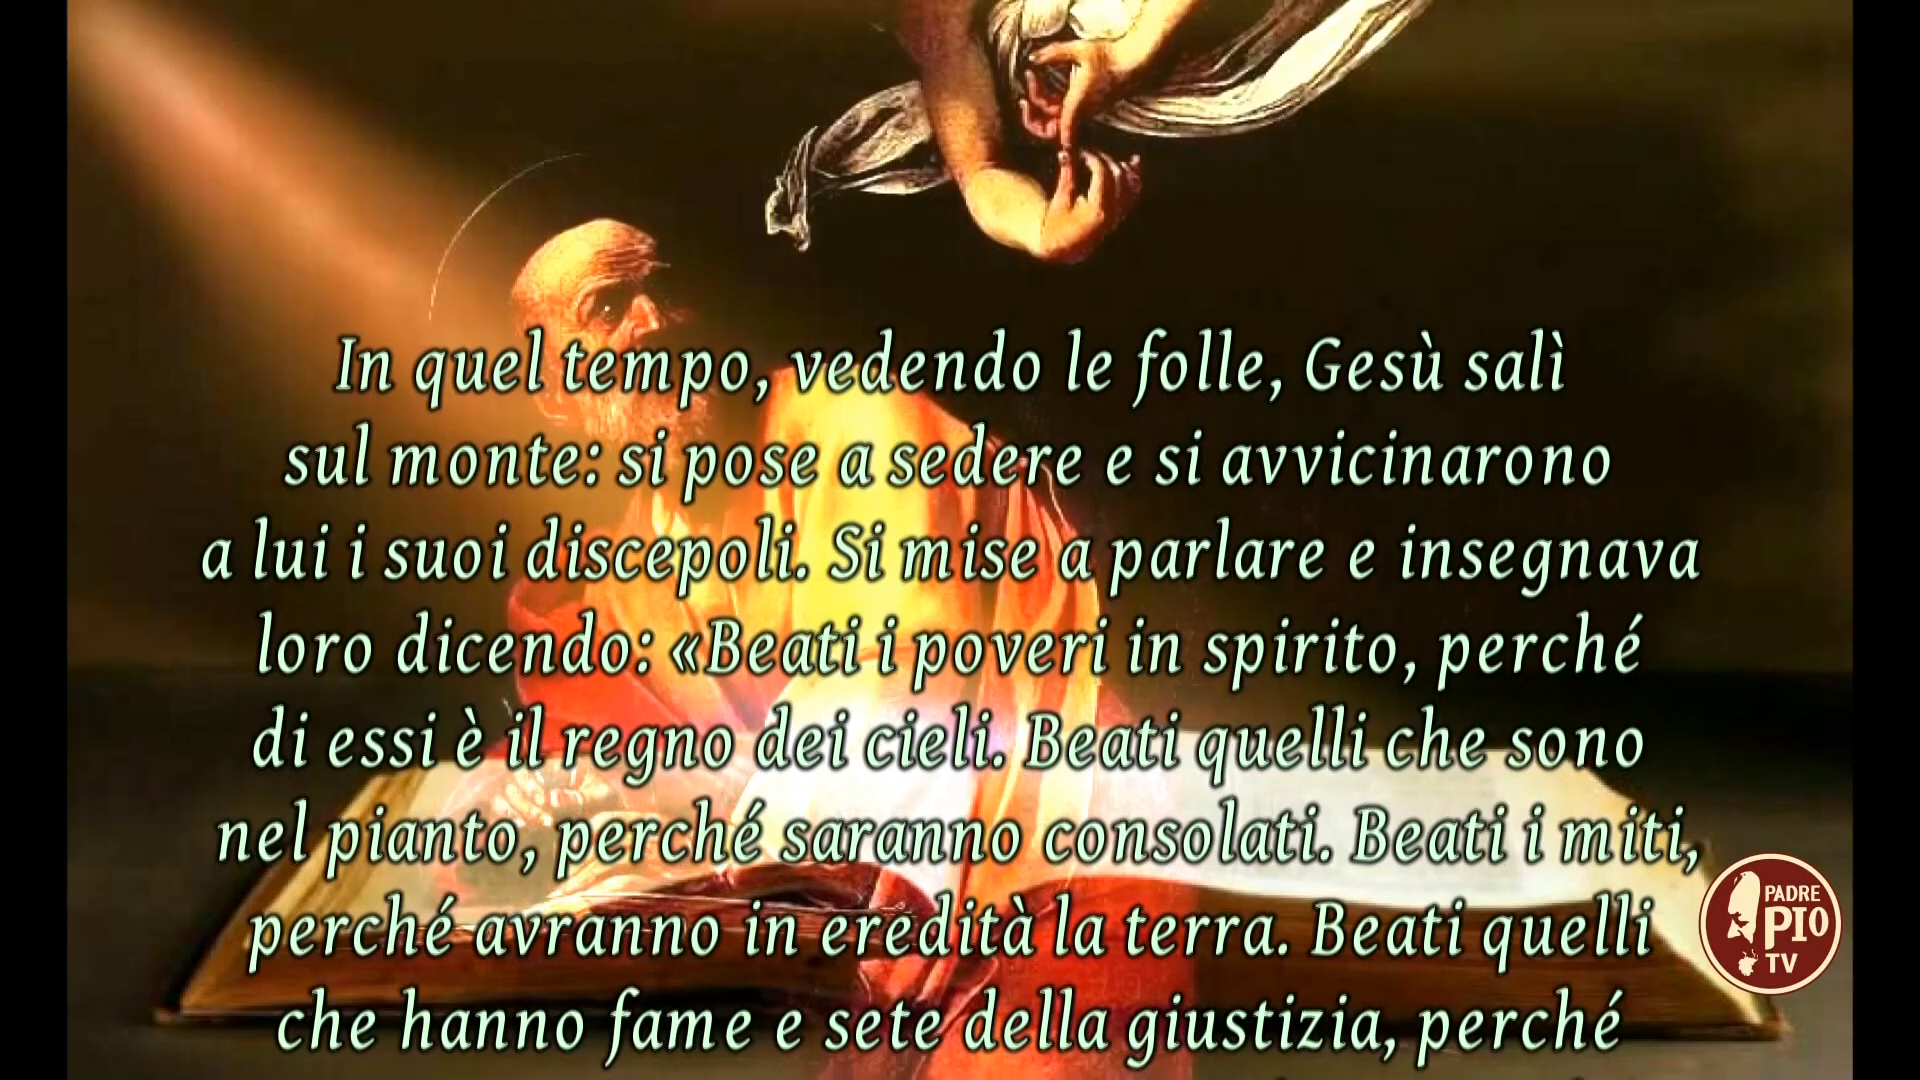 In quel tempo, vedendo le folle, Gesù salì
sul monte: si pose a sedere e si avvicinarono
a lui i suoi discepoli. Si mise a parlare e insegnava
loro dicendo: «Beati i poveri in spirito, perché
di essi è il regno dei cieli. Beati quelli che sono
nel pianto, perché saranno consolati. Beati i miti,
perché avranno in eredità la terra. Beati quelli
che hanno fame e sete della giustizia, perché
PADRE
PIO
TV